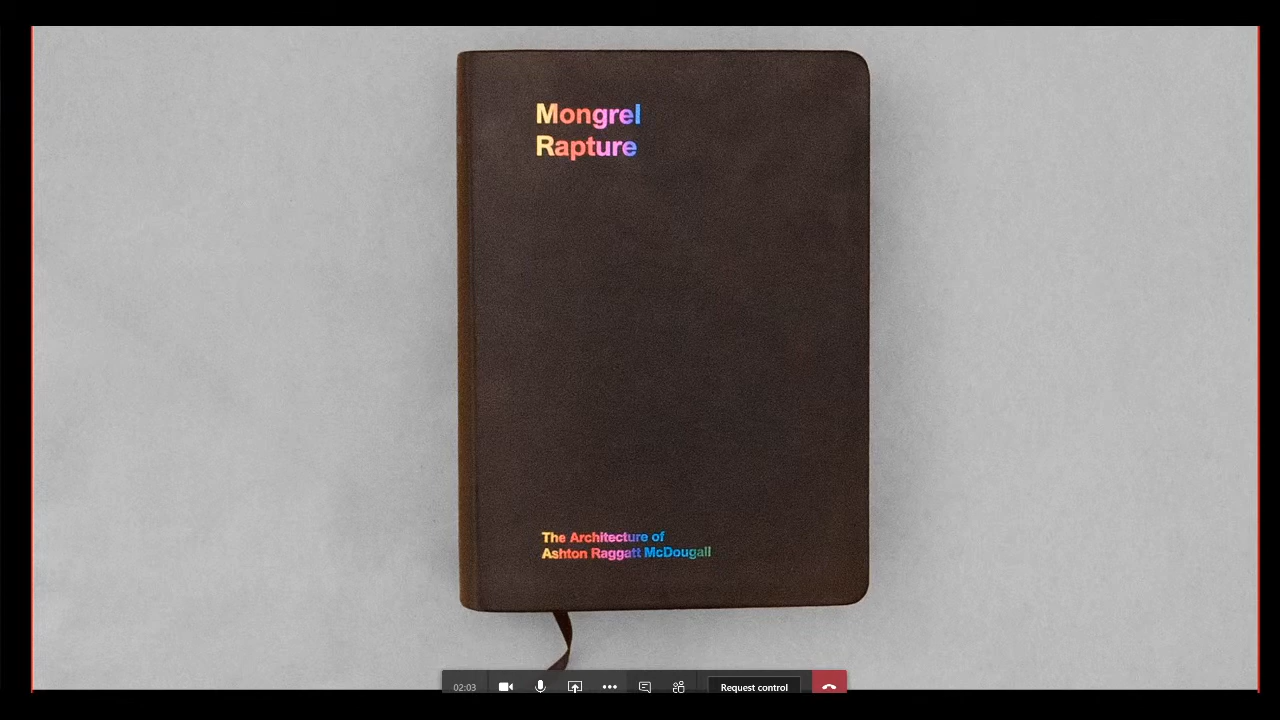 Mongrel
Rapture
The Architecture of
Ashton Raggatt McDougall
02:03
Request control